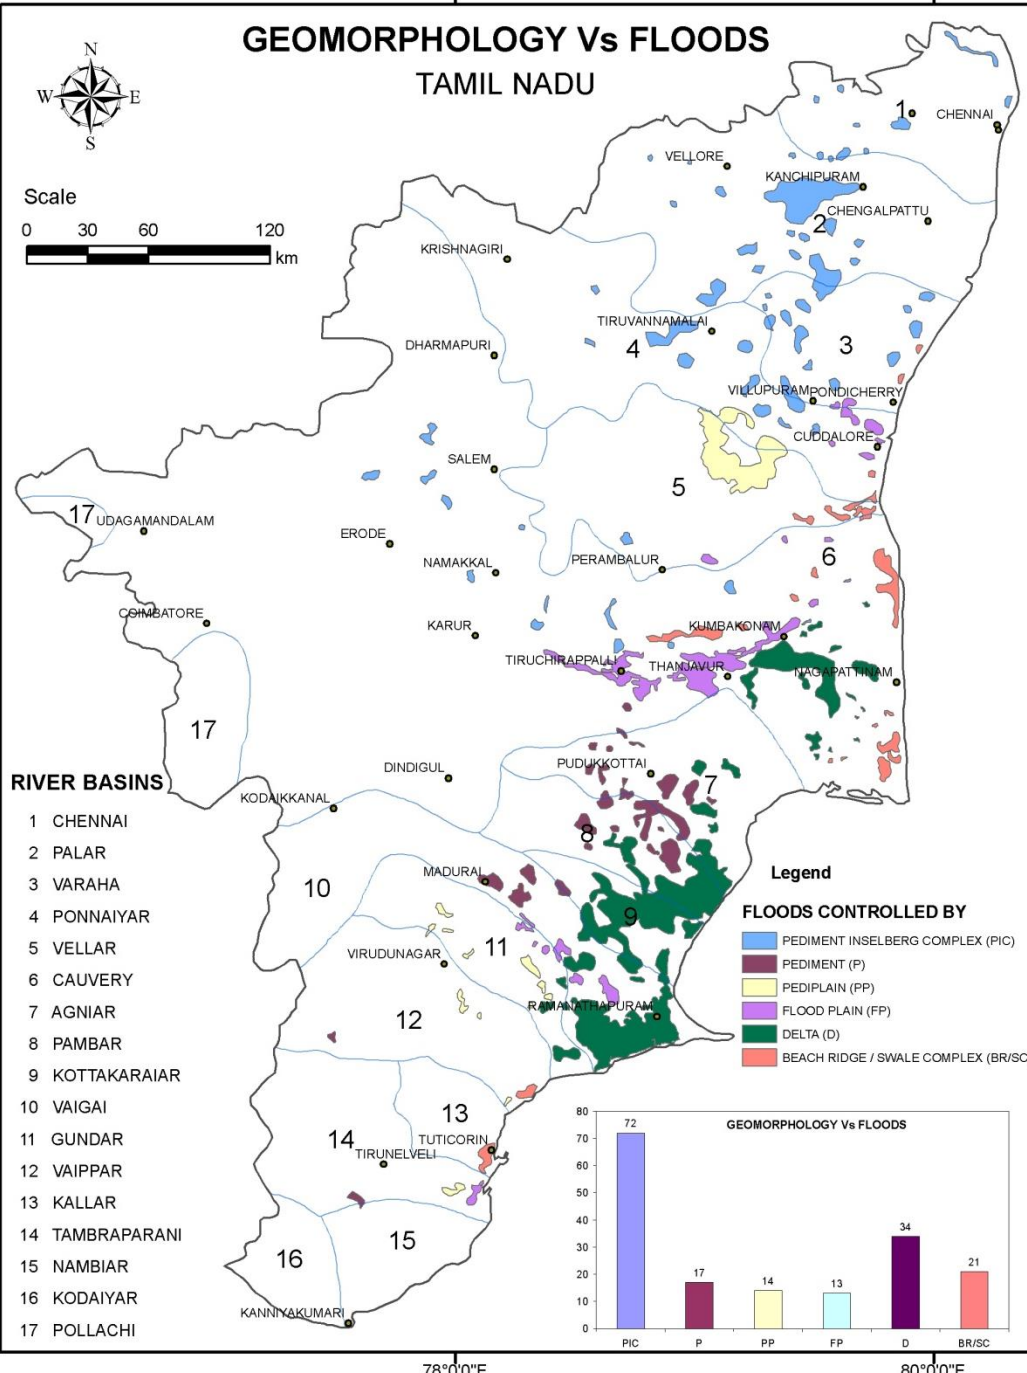 GEOMORPHOLOGY Vs FLOODS
TAMIL NADU
N
W E
S
Scale
0 30 60 120
km
1
CHENNAI
VELLORE
KANCHIPURAM
CHENGALPATTU
2
KRISHNAGIRI
TIRUVANNAMALAI
4
3
DHARMAPURI
VILLUPURAM
PONDICHERRY
CUDDALORE
SALEM
5
17
UDAGAMANDALAM
ERODE
6
PERAMBALUR
NAMAKKAL
COIMBATORE
KARUR
KUMBAKONAM
TIRUCHIRAPPALLI
THANJAVUR
NAGAPATTINAM
17
DINDIGUL
PUDUKKOTTAI
7
KODAIKKANAL
8
MADURAI
10
9
11
VIRUDUNAGAR
RAMANATHAPURAM
12
13
TUTICORIN
14
TIRUNELVELI
15
16
KANNIYAKUMARI
RIVER BASINS
1 CHENNAI
2 PALAR
3 VARAHA
4 PONNAIYAR
5 VELLAR
6 CAUVERY
7 AGNIAR
8 PAMBAR
9 KOTTAKARAIAR
10 VAIGAI
11 GUNDAR
12 VAIPPAR
13 KALLAR
14 TAMBRAPARANI
15 NAMBIAR
16 KODAIYAR
17 POLLACHI
Legend
FLOODS CONTROLLED BY
PEDIMENT INSELBERG COMPLEX (PIC)
PEDIMENT (P)
PEDIPLAIN (PP)
FLOOD PLAIN (FP)
DELTA (D)
BEACH RIDGE / SWALE COMPLEX (BR/SC
GEOMORPHOLOGY Vs FLOODS
80
70
60
50
40
30
20
10
0
72
17
14
13
34
21
PIC P PP FP D BR/SC
78°0'0"E 80°0'0"E